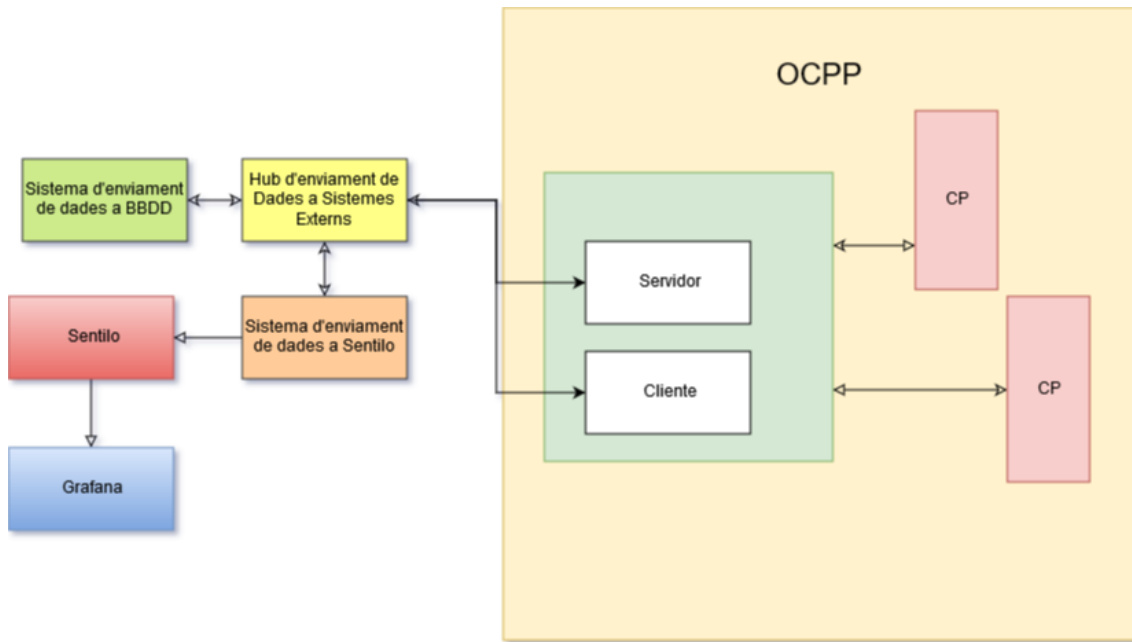 OCPP
Sistema d'enviament
de dades a BBDD
Hub d'enviament de
Dades a Sistemes
Externs
CP
Servidor
Sentilo
Sistema d'enviament
de dades a Sentilo
Cliente
CP
Grafana